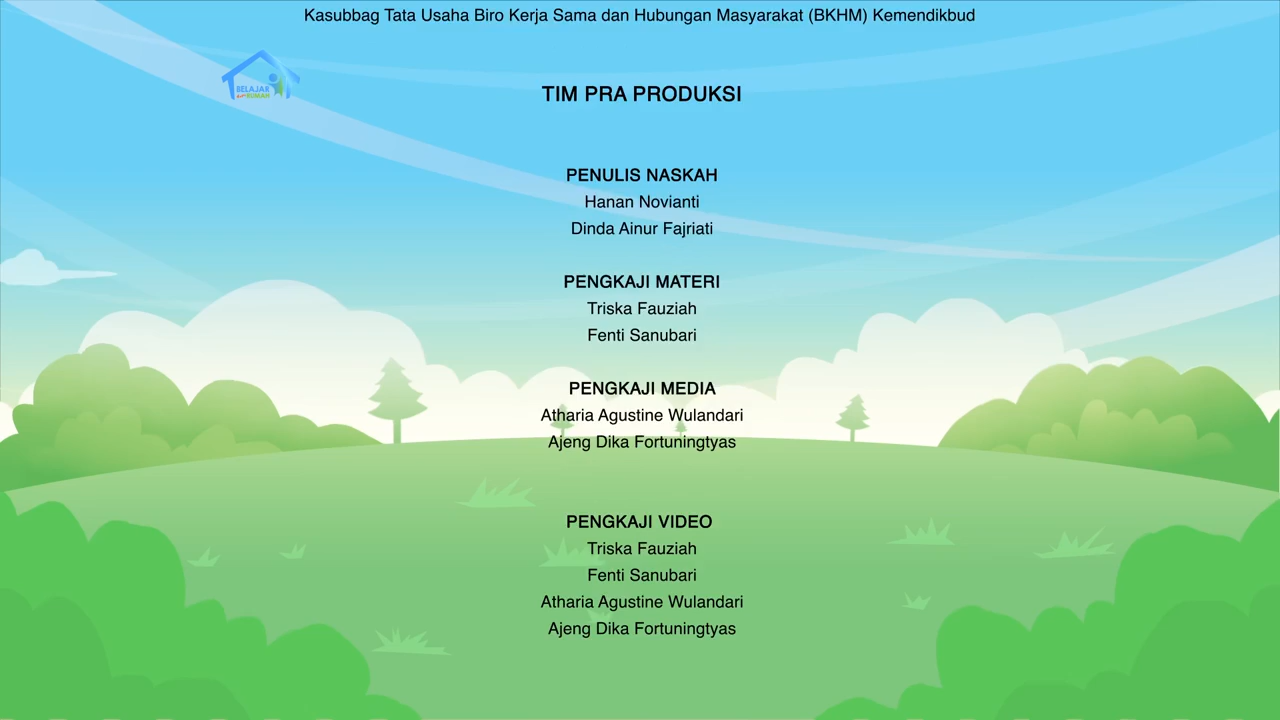 Kasubbag Tata Usaha Biro Kerja Sama dan Hubungan Masyarakat (BKHM) Kemendikbud
BELAJAR
dari RUMAH
TIM PRA PRODUKSI
PENULIS NASKAH
Hanan Novianti
Dinda Ainur Fajriati
PENGKAJI MATERI
Triska Fauziah
Fenti Sanubari
PENGKAJI MEDIA
Atharia Agustine Wulandari
Ajeng Dika Fortuningtyas
PENGKAJI VIDEO
Triska Fauziah
Fenti Sanubari
Atharia Agustine Wulandari
Ajeng Dika Fortuningtyas